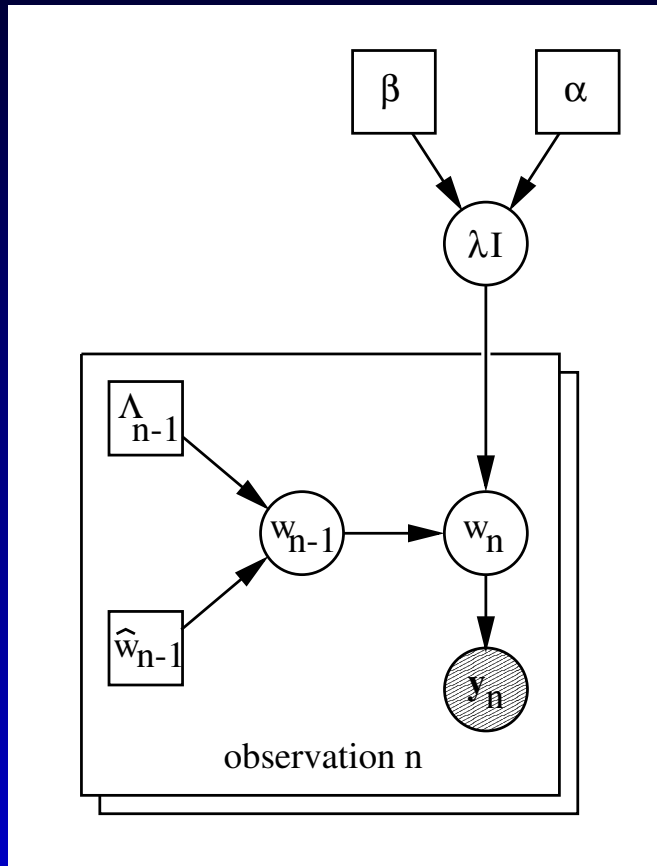 β
α
λI
Λ
n-1
w n-1
w n
ŵ n-1
y n
observation n